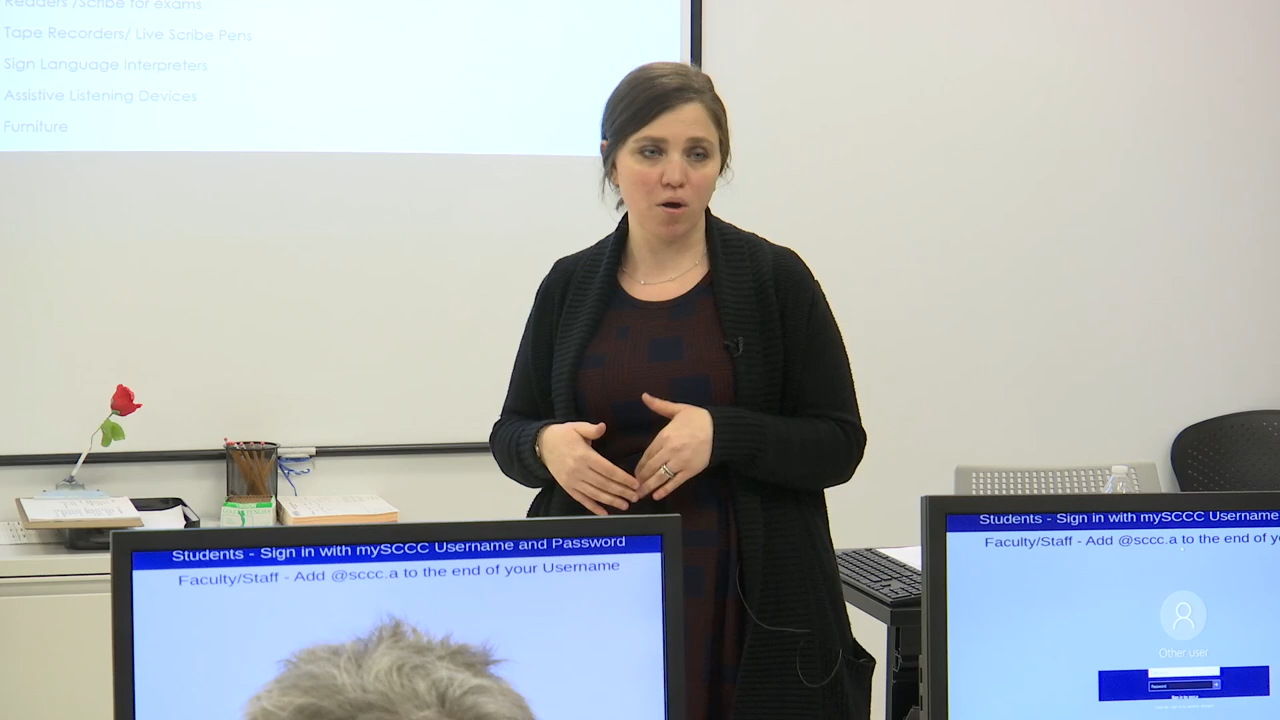 Readers /Scribe for exams
Tape Recorders/ Live Scribe Pens
Sign Language Interpreters
Assistive Listening Devices
Furniture
Students - Sign in with mySCCC Username and Password
Faculty/Staff - Add @sccc.a to the end of your Username
Students - Sign in with mySCCC Username
Faculty/Staff - Add @sccc.a to the end of
Other user
Password